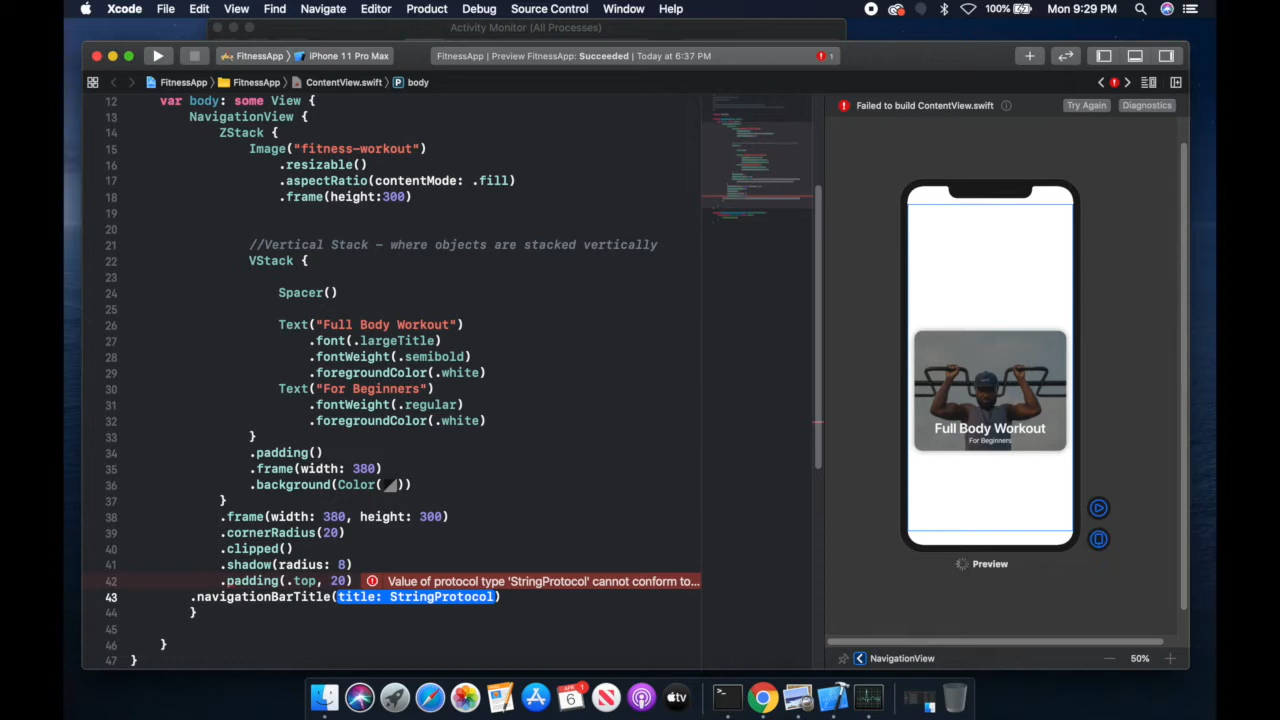 Xcode File Edit View Find Navigate Editor Product Debug Source Control Window Help 100% Mon 9:29 PM
Activity Monitor (All Processes)
FitnessApp › iPhone 11 Pro Max FitnessApp | Preview FitnessApp: Succeeded | Today at 6:37 PM 1
FitnessApp › FitnessApp › ContentView.swift › P body
Failed to build ContentView.swift Try Again Diagnostics
12 var body: some View {
13 NavigationView {
14 ZStack {
15 Image("fitness-workout")
16 .resizable()
17 .aspectRatio(contentMode: .fill)
18 .frame(height:300)
19
20
21 //Vertical Stack - where objects are stacked vertically
22 VStack {
23
24 Spacer()
25
26 Text("Full Body Workout")
27 .font(.largeTitle)
28 .fontWeight(.semibold)
29 .foregroundColor(.white)
30 Text("For Beginners")
31 .fontWeight(.regular)
32 .foregroundColor(.white)
33 }
34 .padding()
35 .frame(width: 380)
36 .background(Color( ))
37 }
38 .frame(width: 380, height: 300)
39 .cornerRadius(20)
40 .clipped()
41 .shadow(radius: 8)
42 .padding(.top, 20) Value of protocol type 'StringProtocol' cannot conform to...
43 .navigationBarTitle(title: StringProtocol)
44 }
45
46 }
47 }
Full Body Workout
For Beginners
Preview
NavigationView 50%
APR 6 1
tv